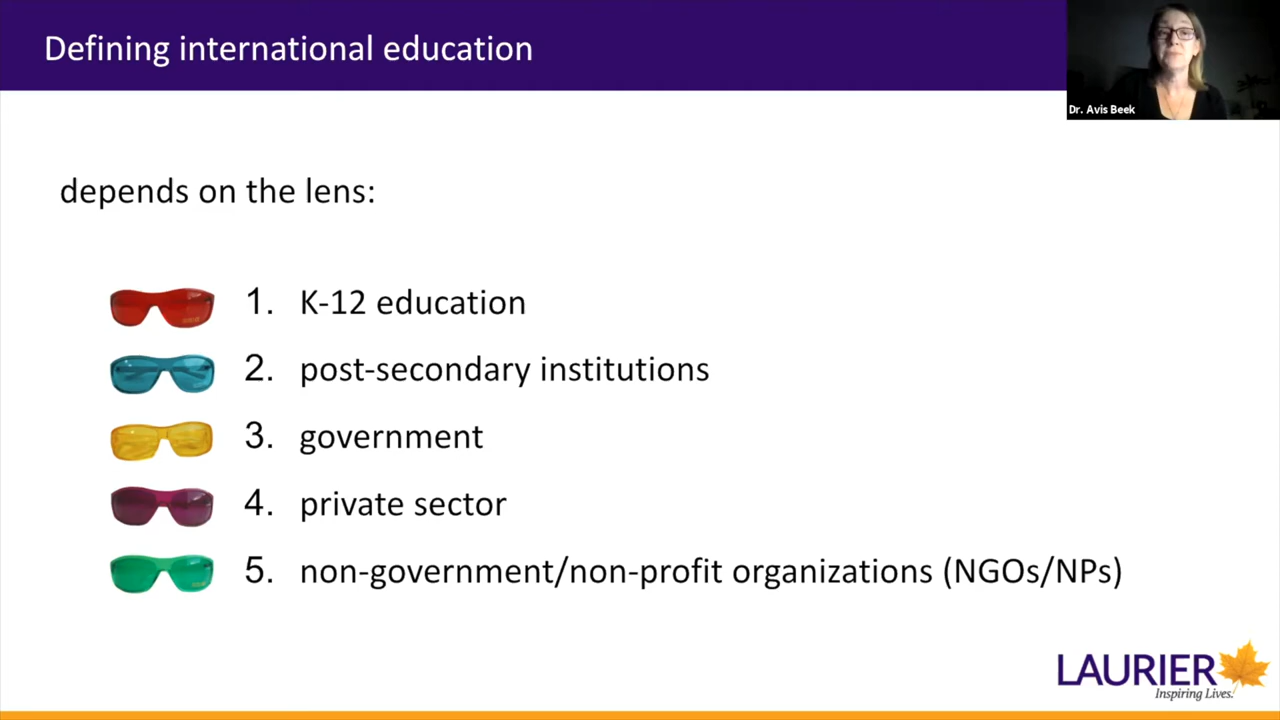 Defining international education
Dr. Avis Beek
depends on the lens:
1. K-12 education
2. post-secondary institutions
3. government
4. private sector
5. non-government/non-profit organizations (NGOs/NPs)
LAURIER
Inspiring Lives.